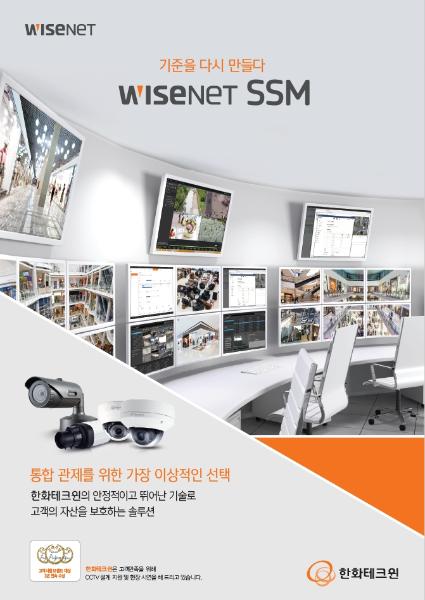 WISENET
기준을 다시 만들다
WISENET SSM
통합 관제를 위한 가장 이상적인 선택
한화테크윈의 안정적이고 뛰어난 기술로
고객의 자산을 보호하는 솔루션
한화테크윈은 고객만족을 위해
CCTV 설계 지원 및 현장 시연을 해 드리고 있습니다.
한화테크윈